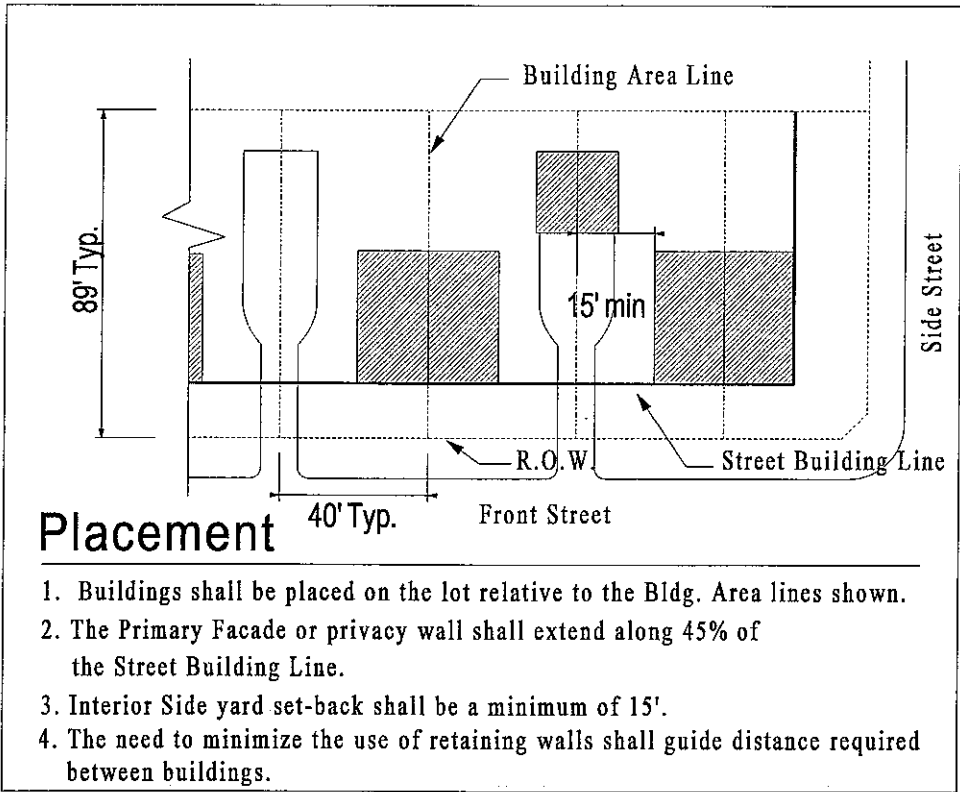 Building Area Line
89' Typ.
15' min
Side Street
R.O.W.
Street Building Line
40' Typ.
Front Street
Placement
1. Buildings shall be placed on the lot relative to the Bldg. Area lines shown.
2. The Primary Facade or privacy wall shall extend along 45% of
the Street Building Line.
3. Interior Side yard set-back shall be a minimum of 15'.
4. The need to minimize the use of retaining walls shall guide distance required
between buildings.